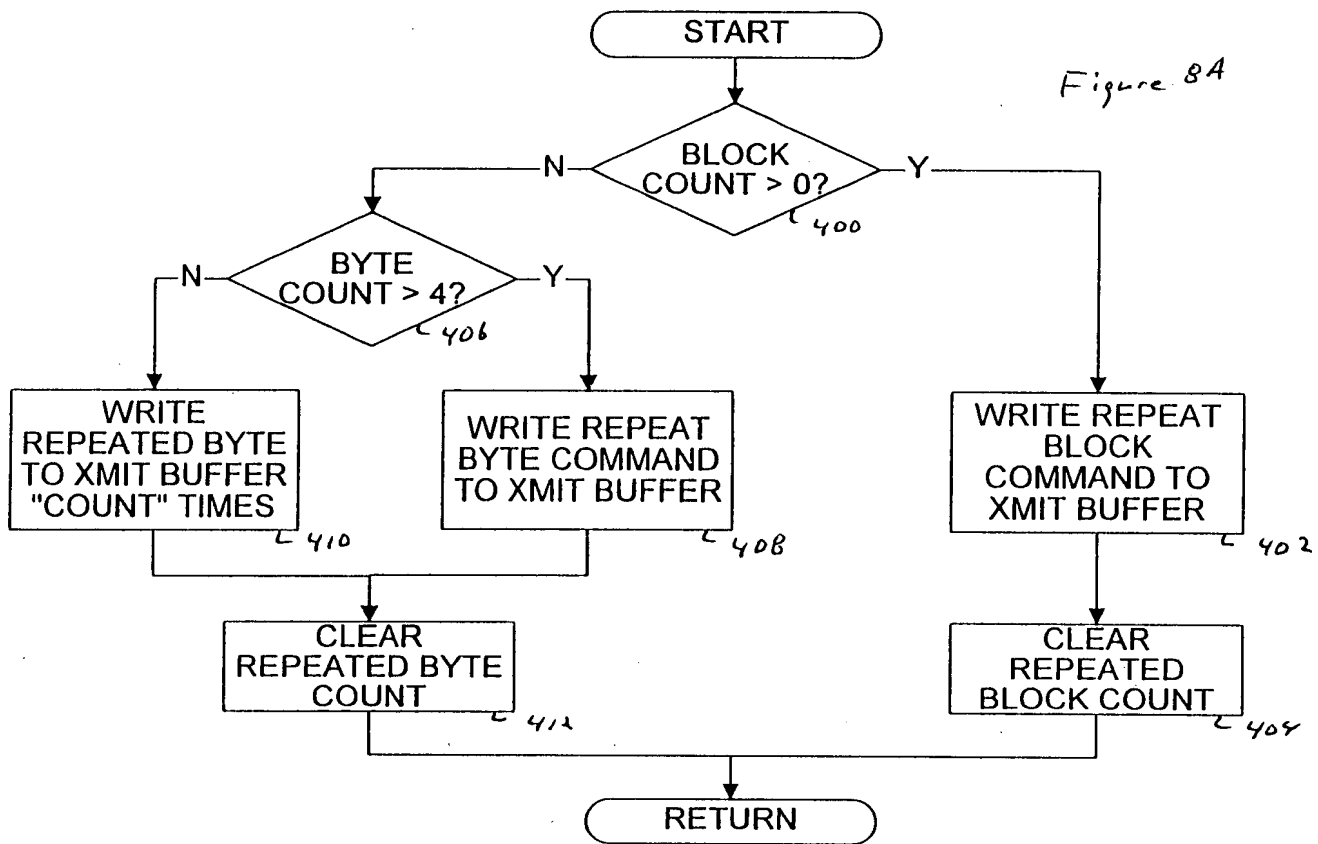 START
Figure 8A
BLOCK
COUNT > 0?
N
Y
400
BYTE
COUNT > 4?
N
Y
406
WRITE
REPEATED BYTE
TO XMIT BUFFER
"COUNT" TIMES
410
WRITE REPEAT
BYTE COMMAND
TO XMIT BUFFER
408
WRITE REPEAT
BLOCK
COMMAND TO
XMIT BUFFER
402
CLEAR
REPEATED BYTE
COUNT
412
CLEAR
REPEATED
BLOCK COUNT
404
RETURN